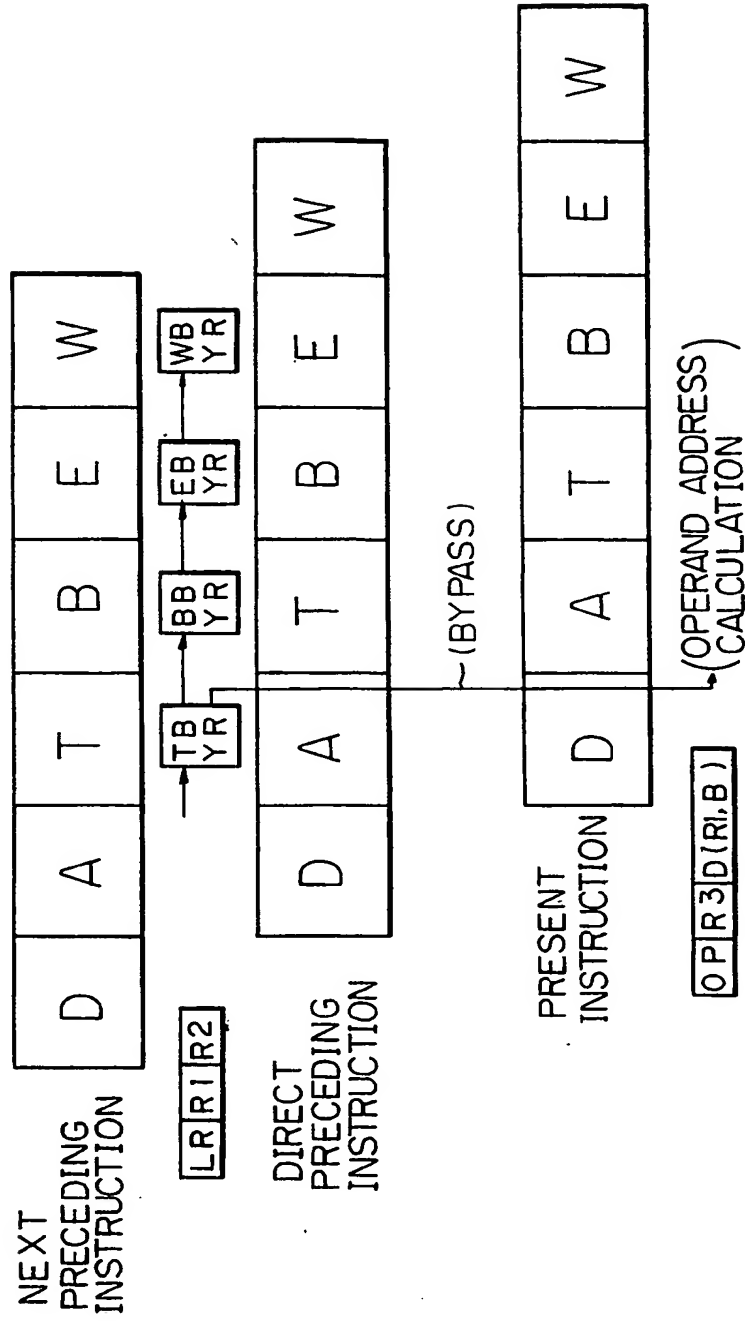 NEXT
PRECEDING
INSTRUCTION
D A T B E W
LR R1 R2
TB
YR
BB
YR
EB
YR
WB
YR
DIRECT
PRECEDING
INSTRUCTION
D A T B E W
~(BYPASS)
PRESENT
INSTRUCTION
D A T B E W
OP R3 D(R1,B)
(OPERAND ADDRESS
CALCULATION)